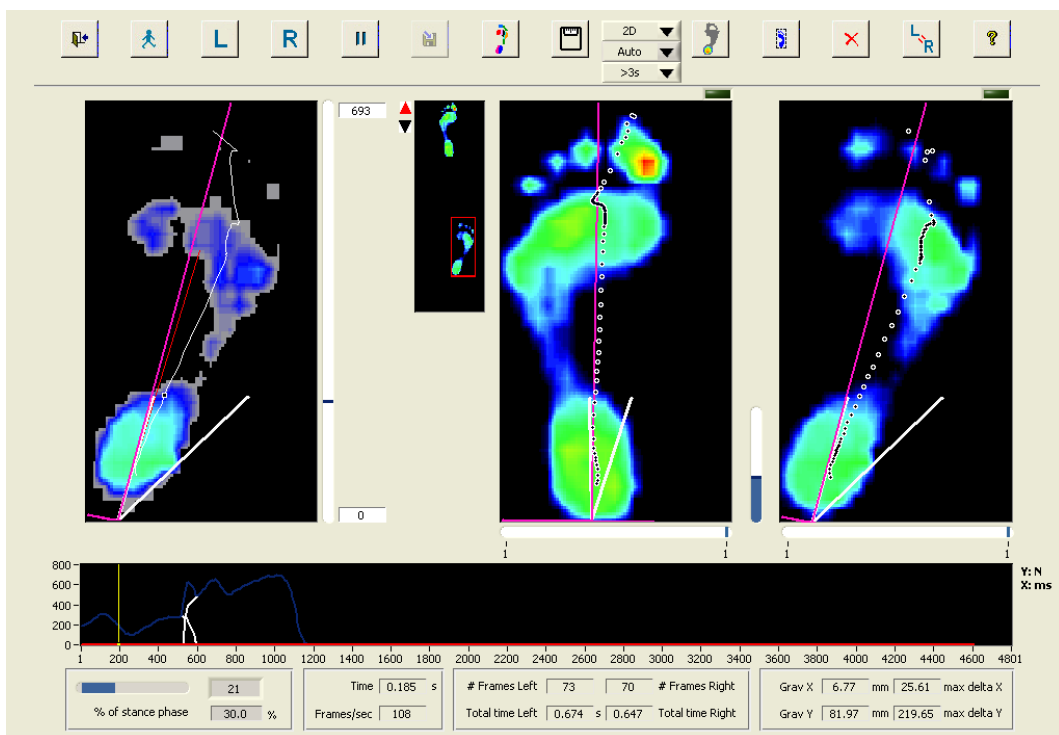 L R 2D ?
Auto
>3s
L R
693
0
1 1 1 1
Y: N
X: ms
800
600
400
200
0
1 200 400 600 800 1000 1200 1400 1600 1800 2000 2200 2400 2600 2800 3000 3200 3400 3600 3800 4000 4200 4400 4600 4801
21 Time 0.185 s # Frames Left 73 70 # Frames Right Grav X 6.77 mm 25.61 max delta X
% of stance phase 30.0 % Frames/sec 108 Total time Left 0.674 s 0.647 Total time Right Grav Y 81.97 mm 219.65 max delta Y